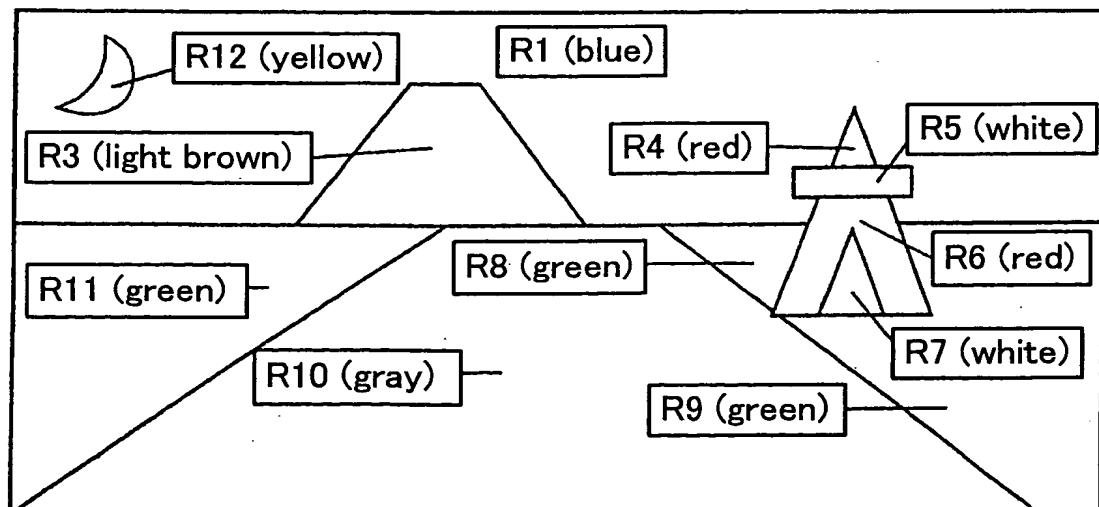 R12 (yellow)
R1 (blue)
R3 (light brown)
R4 (red)
R5 (white)
R8 (green)
R6 (red)
R11 (green)
R7 (white)
R10 (gray)
R9 (green)